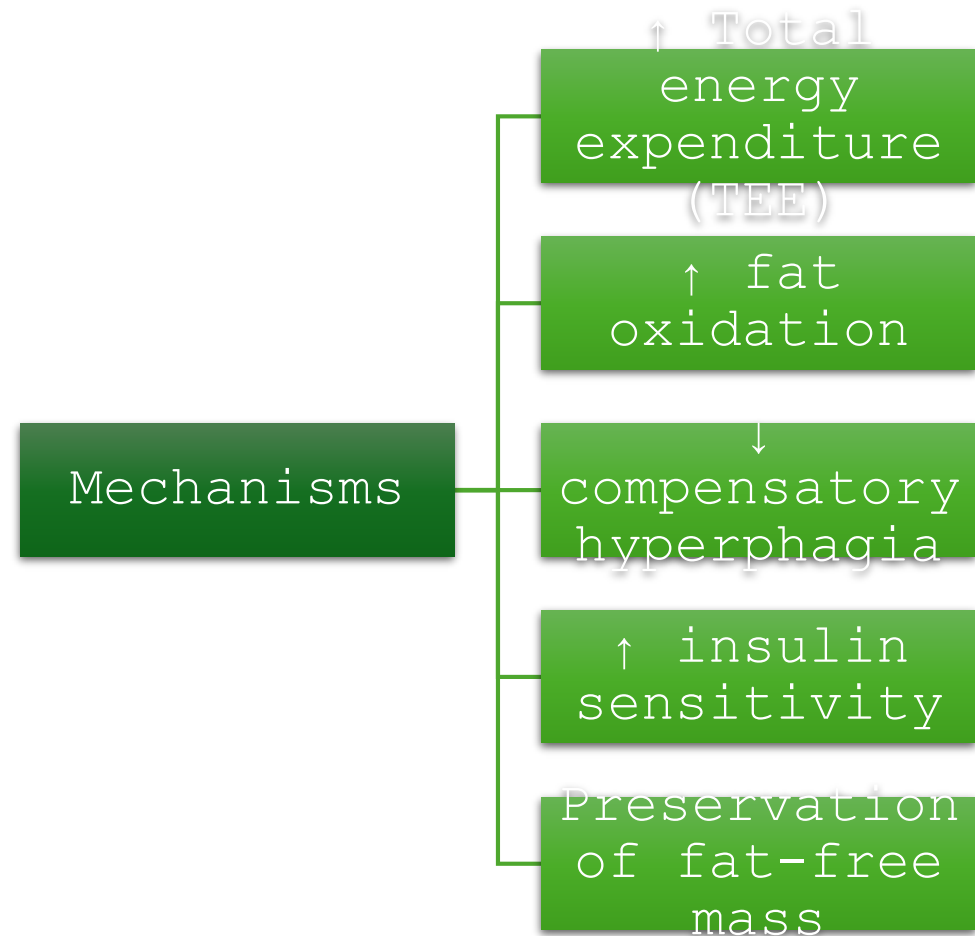 ↑ Total
energy
expenditure
(TEE)
↑ fat
oxidation
Mechanisms
↓
compensatory
hyperphagia
↑ insulin
sensitivity
Preservation
of fat-free
mass